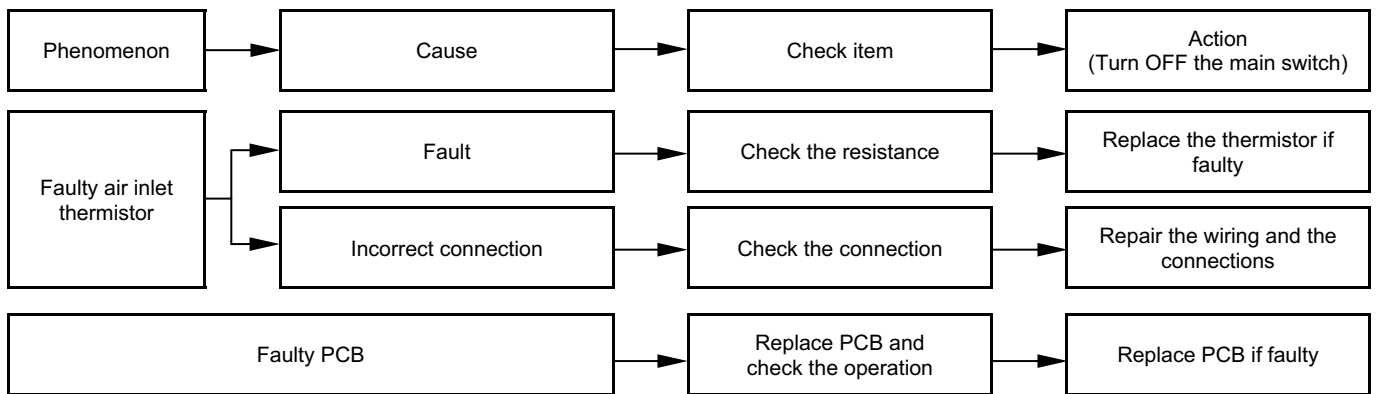 Phenomenon
Cause
Check item
Action
(Turn OFF the main switch)
Faulty air inlet
thermistor
Fault
Check the resistance
Replace the thermistor if
faulty
Incorrect connection
Check the connection
Repair the wiring and the
connections
Faulty PCB
Replace PCB and
check the operation
Replace PCB if faulty